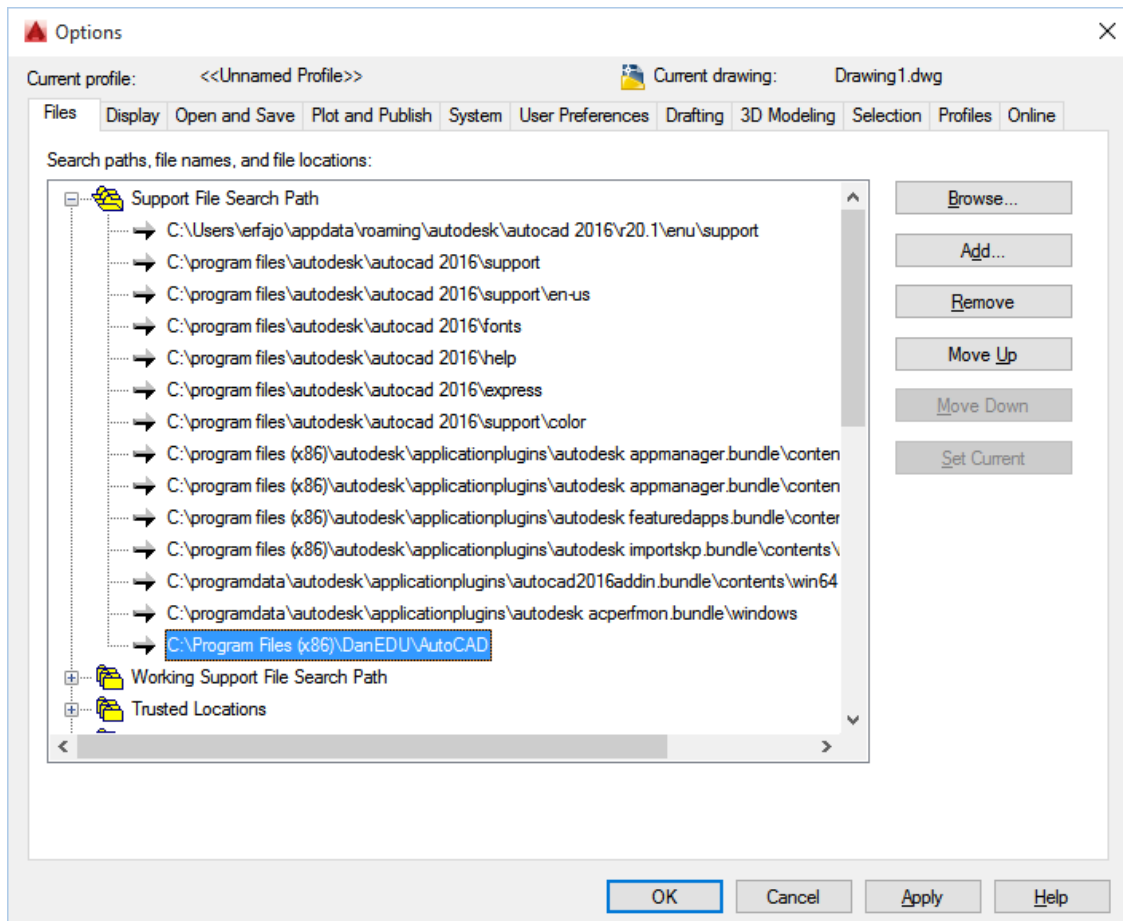 Options
Current profile: <<Unnamed Profile>> Current drawing: Drawing1.dwg
Files Display Open and Save Plot and Publish System User Preferences Drafting 3D Modeling Selection Profiles Online
Search paths, file names, and file locations:
Support File Search Path
C:\Users\erfajo\appdata\roaming\autodesk\autocad 2016\r20.1\enu\support
C:\program files\autodesk\autocad 2016\support
C:\program files\autodesk\autocad 2016\support\en-us
C:\program files\autodesk\autocad 2016\fonts
C:\program files\autodesk\autocad 2016\help
C:\program files\autodesk\autocad 2016\express
C:\program files\autodesk\autocad 2016\support\color
C:\program files (x86)\autodesk\applicationplugins\autodesk appmanager.bundle\conten
C:\program files (x86)\autodesk\applicationplugins\autodesk appmanager.bundle\conten
C:\program files (x86)\autodesk\applicationplugins\autodesk featuredapps.bundle\conter
C:\program files (x86)\autodesk\applicationplugins\autodesk importskp.bundle\contents\
C:\programdata\autodesk\applicationplugins\autocad2016addin.bundle\contents\win64
C:\programdata\autodesk\applicationplugins\autodesk acperfmon.bundle\windows
C:\Program Files (x86)\DanEDU\AutoCAD
Working Support File Search Path
Trusted Locations
Browse...
Add...
Remove
Move Up
Move Down
Set Current
OK Cancel Apply Help